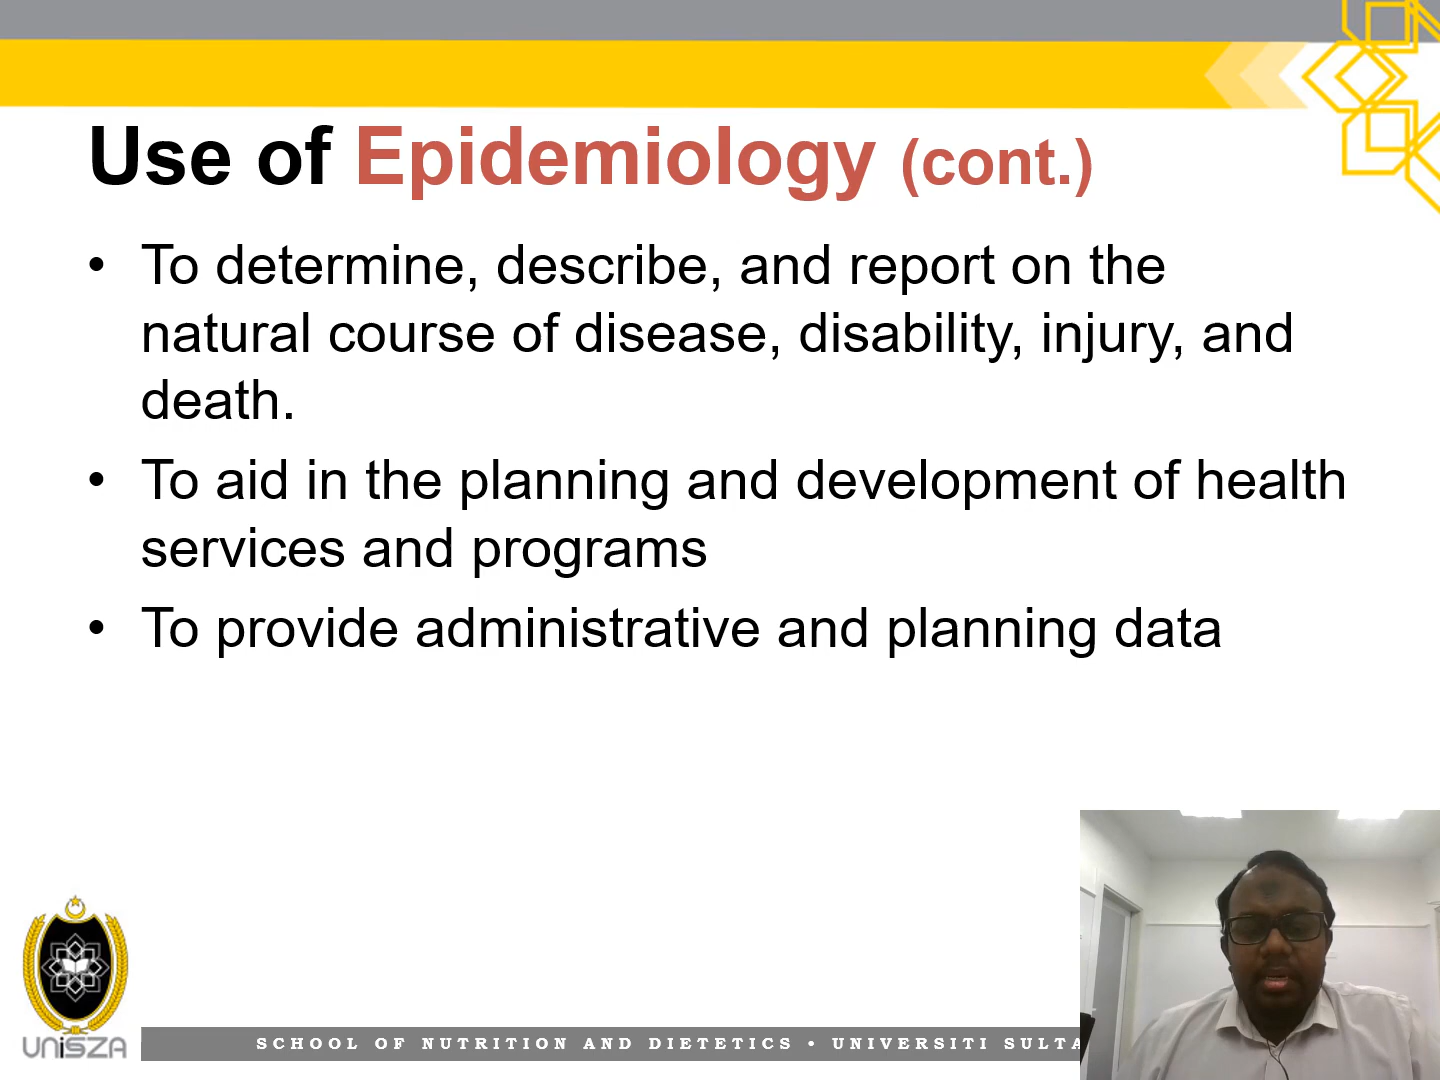 Use of Epidemiology (cont.)
• To determine, describe, and report on the
natural course of disease, disability, injury, and
death.
• To aid in the planning and development of health
services and programs
• To provide administrative and planning data
UNISZA
SCHOOL OF NUTRITION AND DIETETICS • UNIVERSITI SULTA